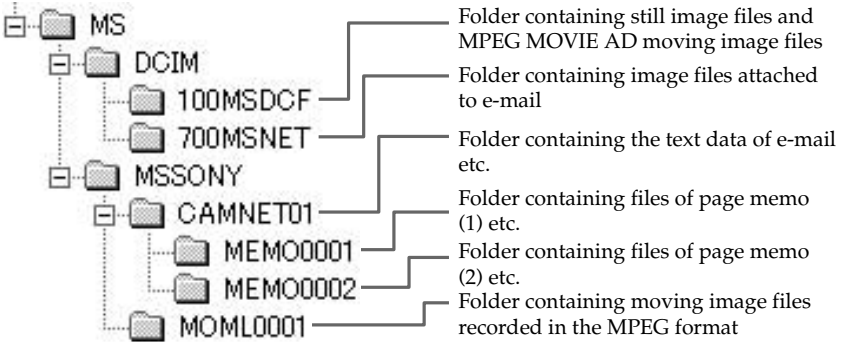 MS
Folder containing still image files and
MPEG MOVIE AD moving image files
DCIM
100MSDCF
Folder containing image files attached
to e-mail
700MSNET
Folder containing the text data of e-mail
etc.
MSSONY
CAMNET01
Folder containing files of page memo
(1) etc.
MEMO0001
Folder containing files of page memo
(2) etc.
MEMO0002
Folder containing moving image files
recorded in the MPEG format
MOML0001